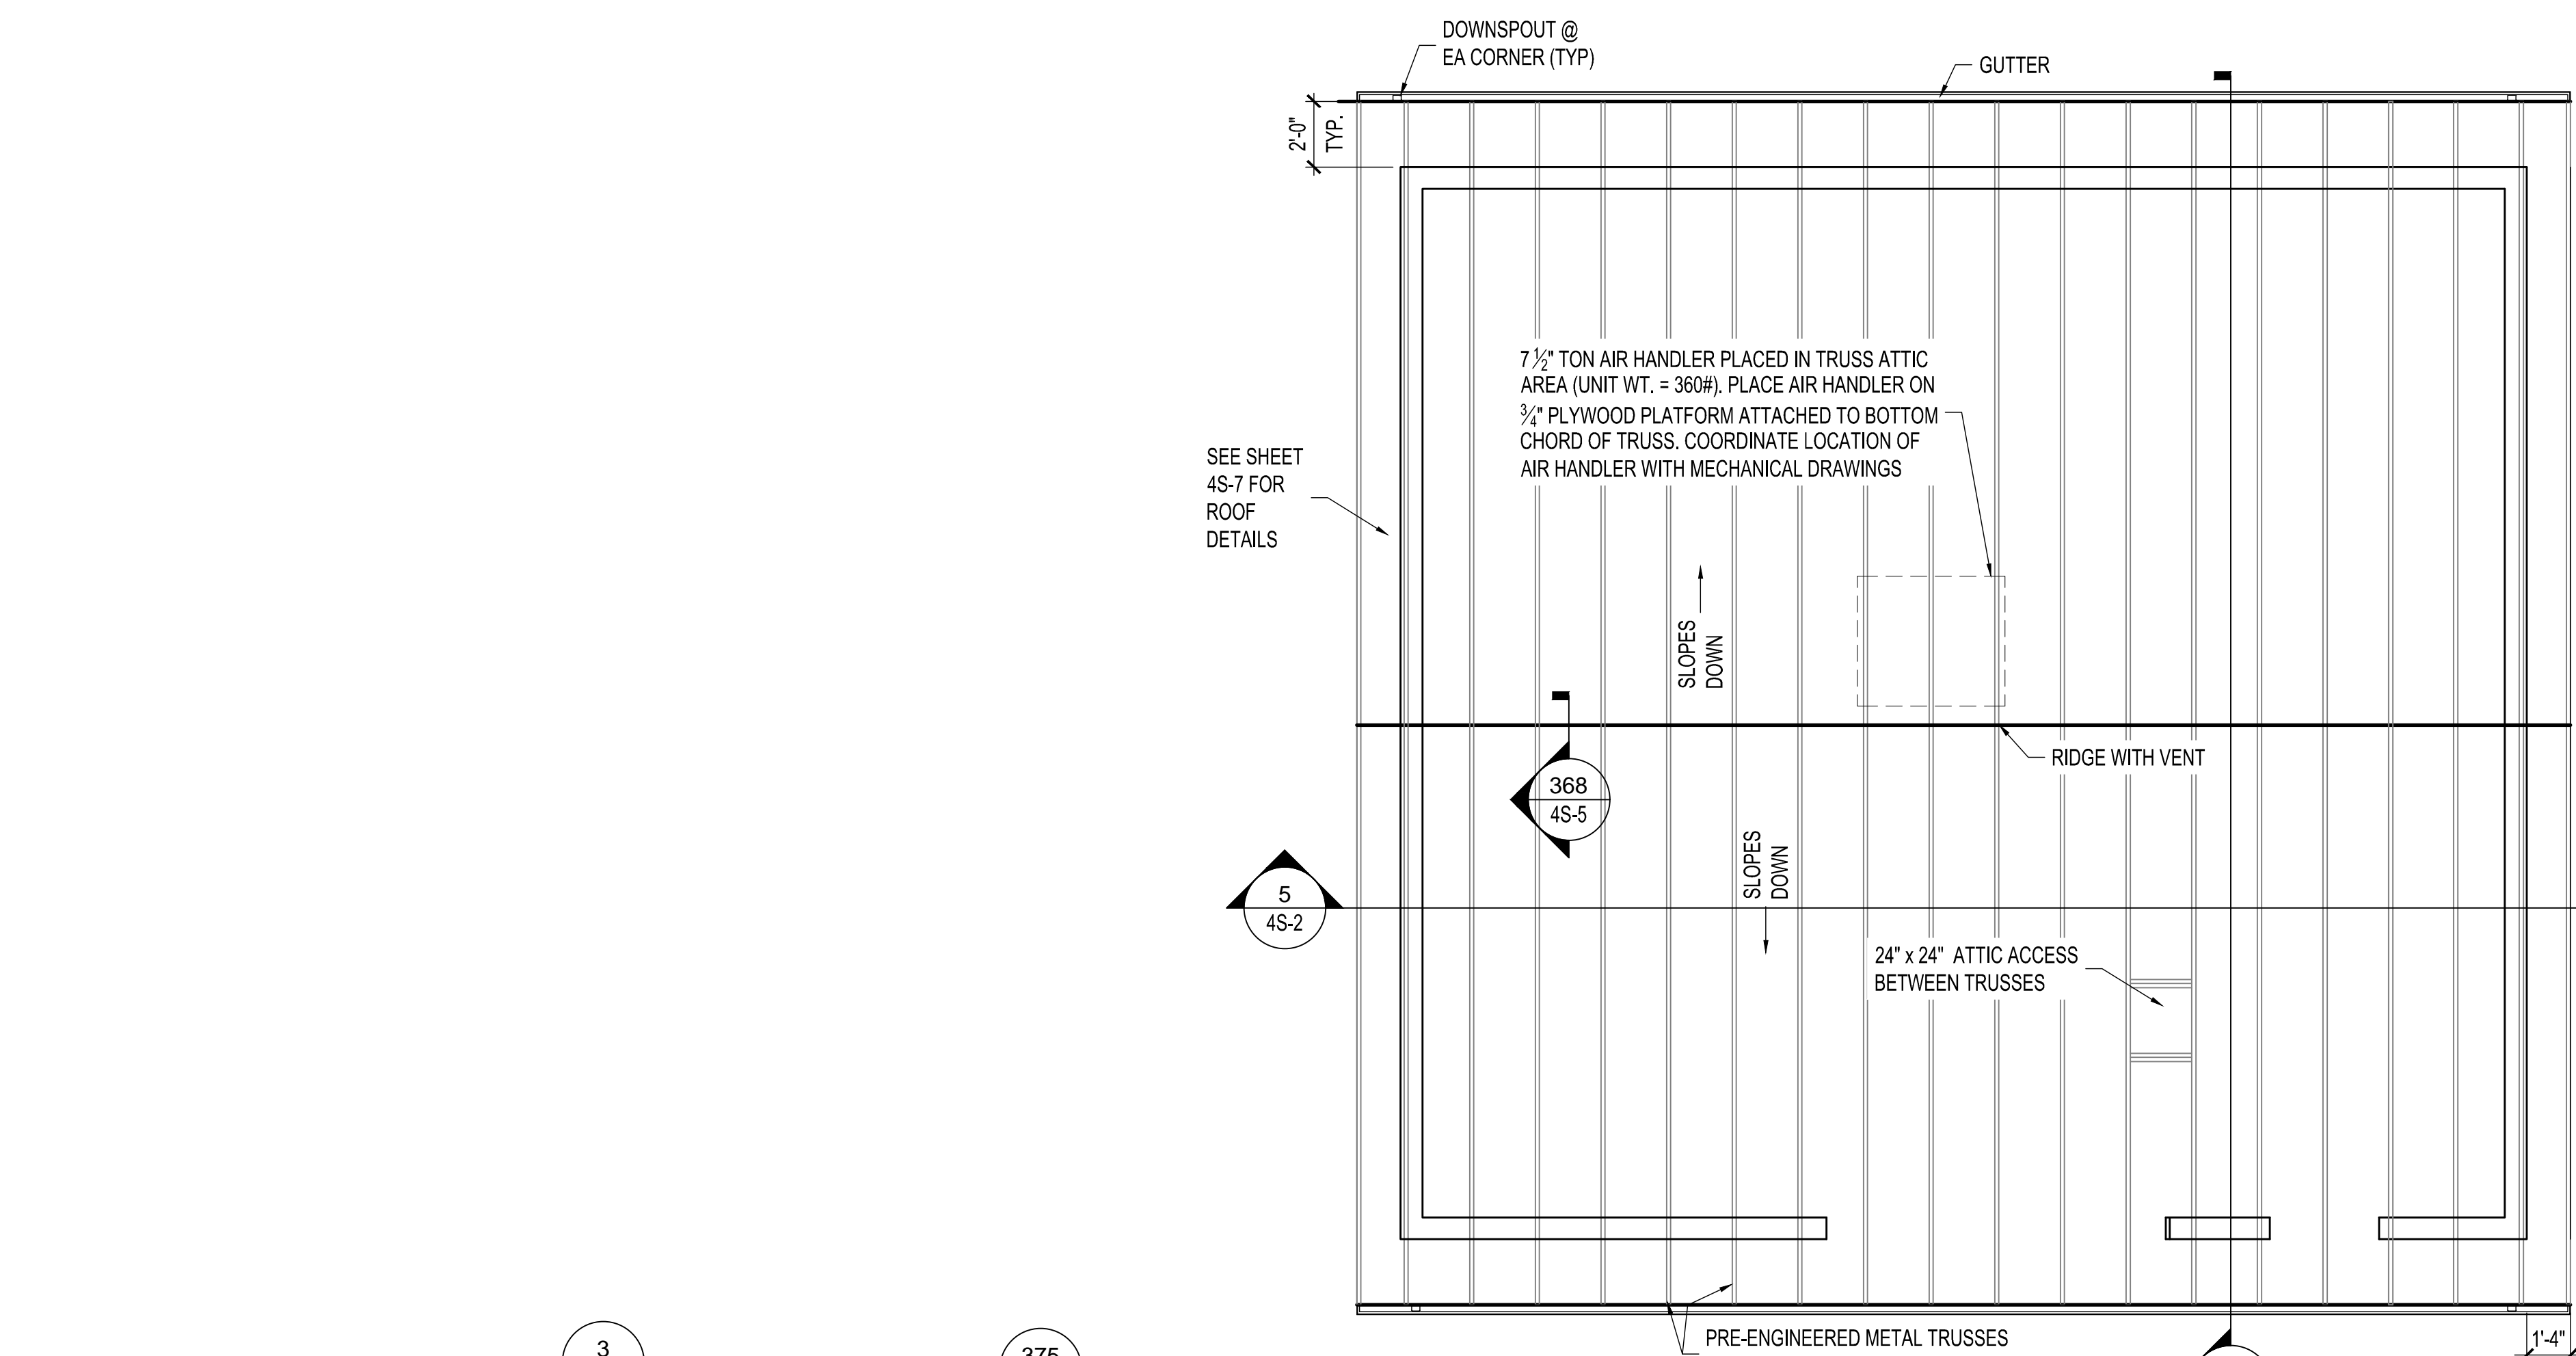 DOWNSPOUT @
EA CORNER (TYP)
GUTTER
2'-0"
TYP.
7 1/2" TON AIR HANDLER PLACED IN TRUSS ATTIC
AREA (UNIT WT. = 360#). PLACE AIR HANDLER ON
3/4" PLYWOOD PLATFORM ATTACHED TO BOTTOM
CHORD OF TRUSS. COORDINATE LOCATION OF
AIR HANDLER WITH MECHANICAL DRAWINGS
SEE SHEET
4S-7 FOR
ROOF
DETAILS
SLOPES
DOWN
RIDGE WITH VENT
368
4S-5
SLOPES
DOWN
5
4S-2
24" x 24" ATTIC ACCESS
BETWEEN TRUSSES
PRE-ENGINEERED METAL TRUSSES
1'-4"
3
375